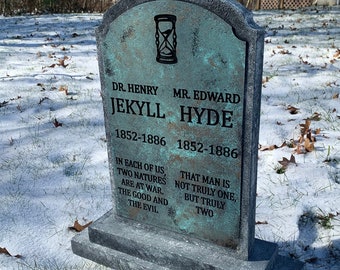 DR. HENRY
JEKYLL
1852-1886
IN EACH OF US,
TWO NATURES
ARE AT WAR.
THE GOOD AND
THE EVIL
MR. EDWARD
HYDE
1852-1886
THAT MAN IS
NOT TRULY ONE,
BUT TRULY
TWO